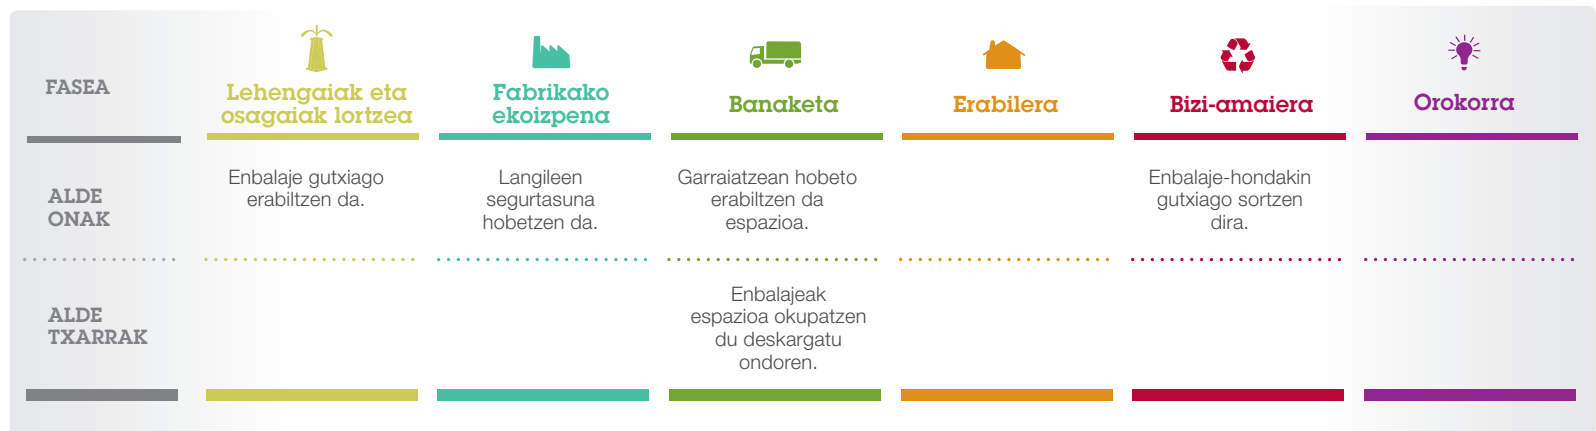 FASEA
Lehengaiak eta
osagaiak lortzea
Fabrikako
ekoizpena
Banaketa
Erabilera
Bizi-amaiera
Orokorra
ALDE
ONAK
Enbalaje gutxiago
erabiltzen da.
Langileen
segurtasuna
hobetzen da.
Garraiatzean hobeto
erabiltzen da
espazioa.
Enbalaje-hondakin
gutxiago sortzen
dira.
ALDE
TXARRAK
Enbalajeak
espazioa okupatzen
du deskargatu
ondoren.